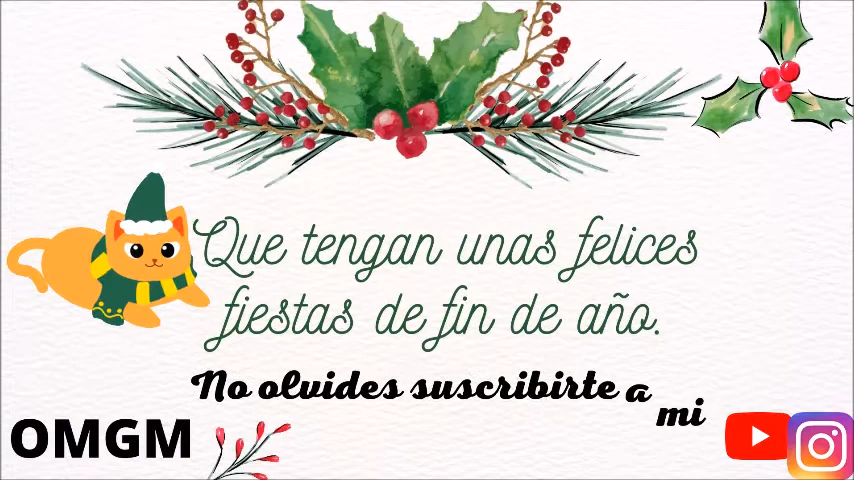 Que tengan unas felices
fiestas de fin de año.
No olvides suscribirte a
mi
OMGM